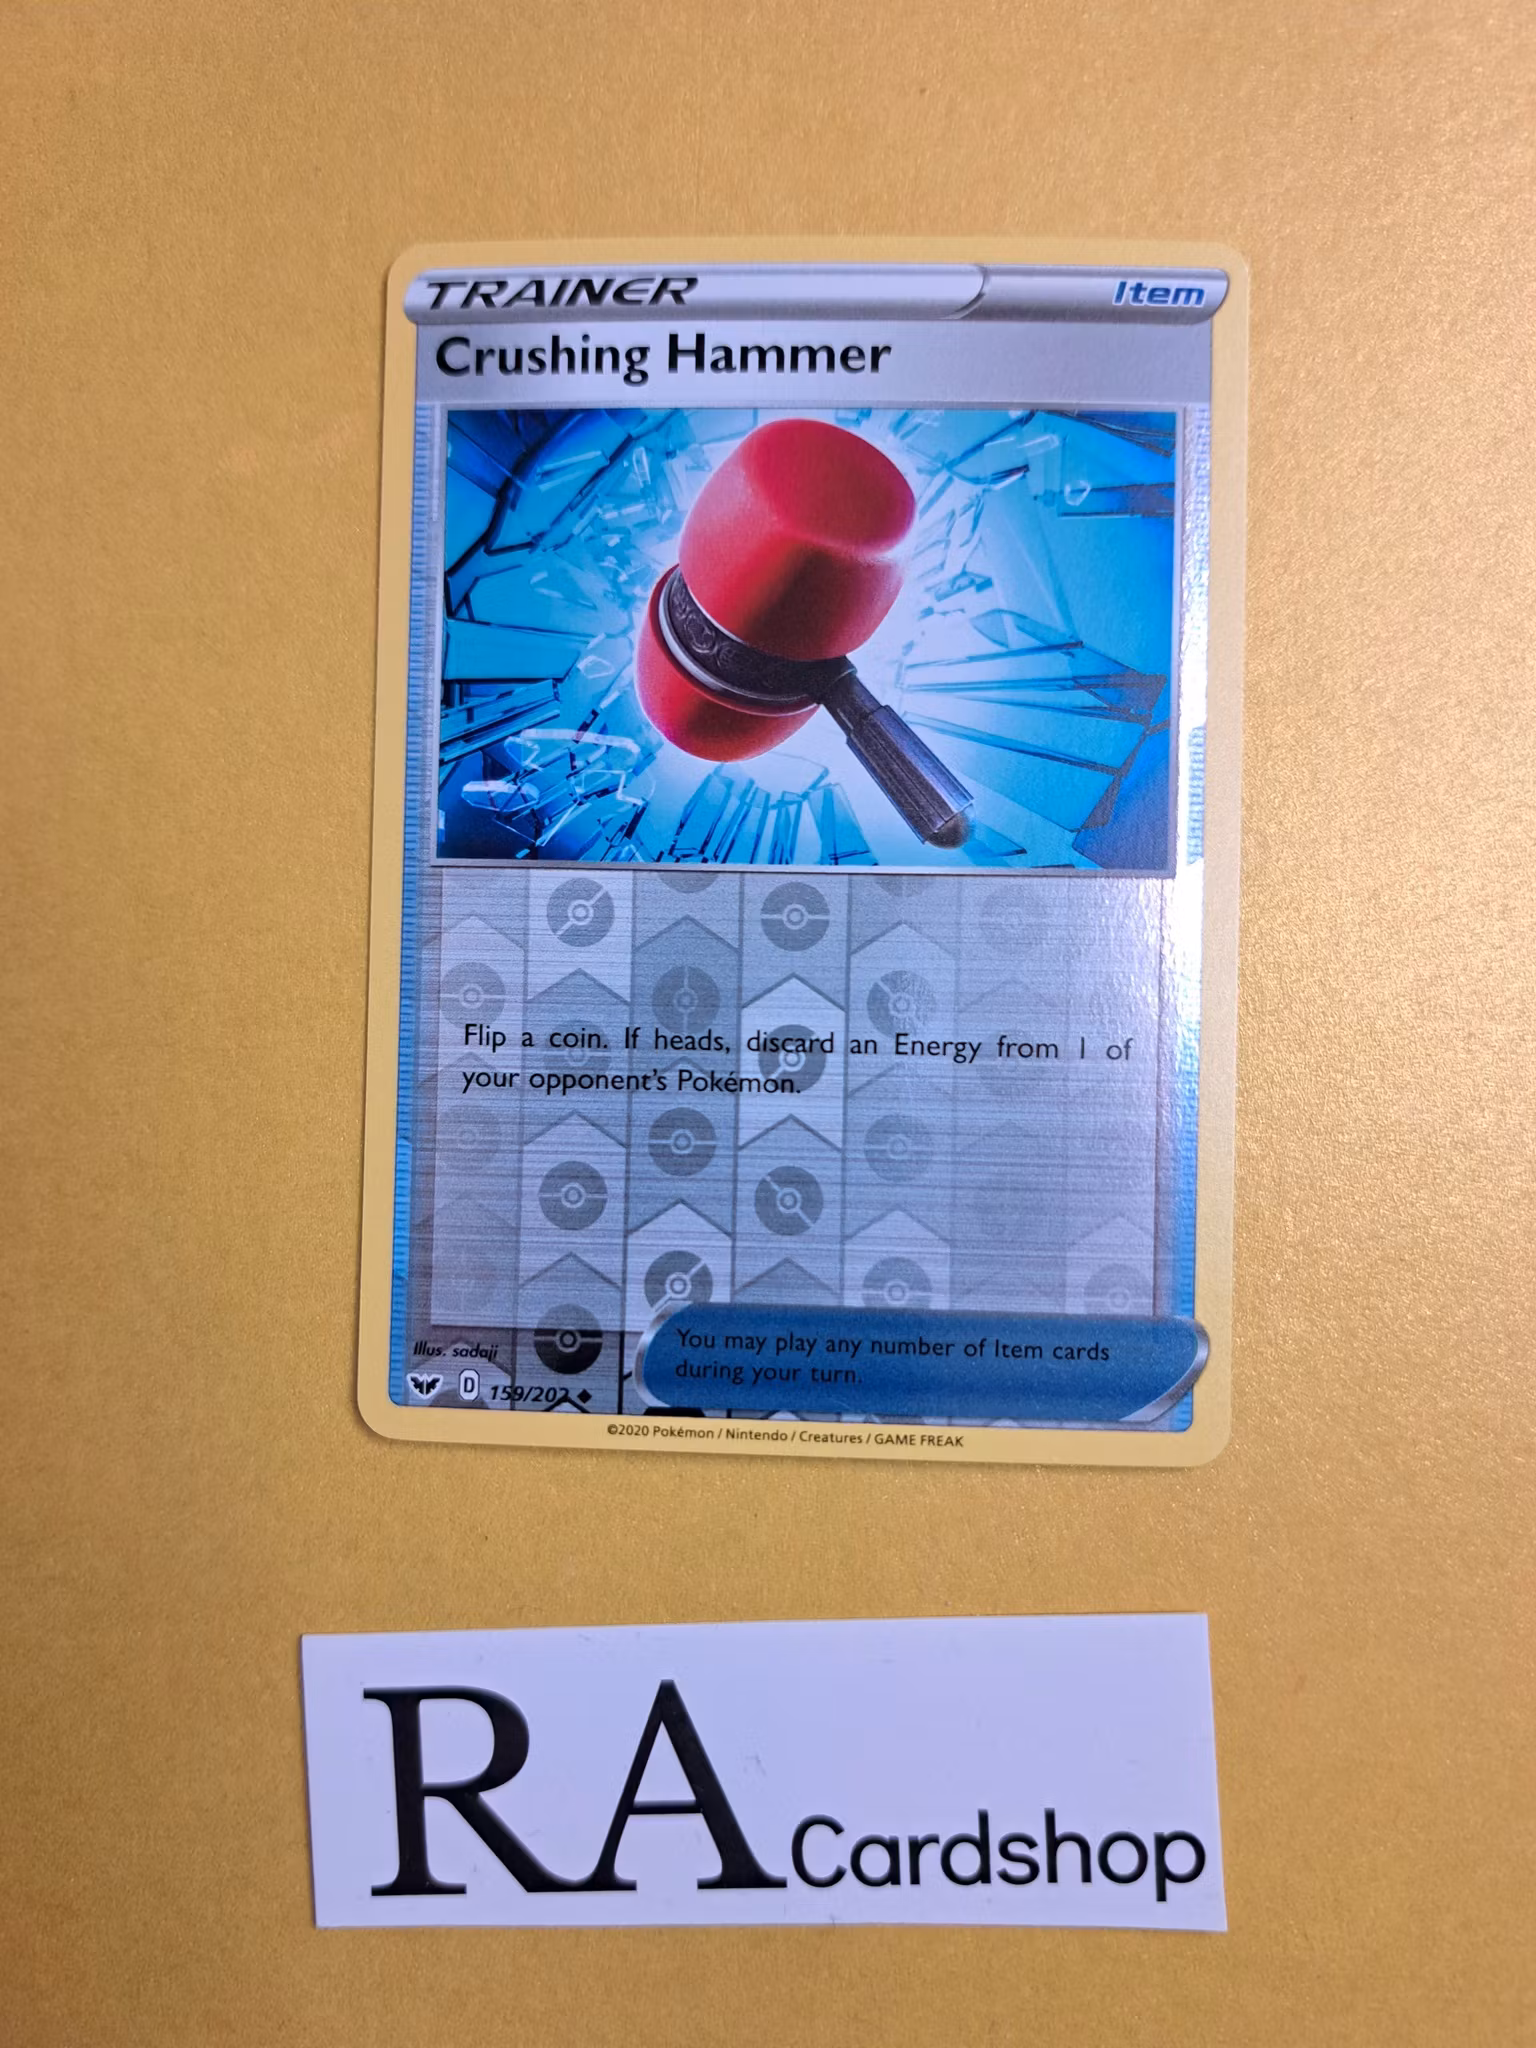 TRAINER Item
Crushing Hammer
Flip a coin. If heads, discard an Energy from 1 of
your opponent's Pokémon.
Illus. sadaji
D 159/202
You may play any number of Item cards
during your turn.
©2020 Pokémon / Nintendo / Creatures / GAME FREAK
RA Cardshop